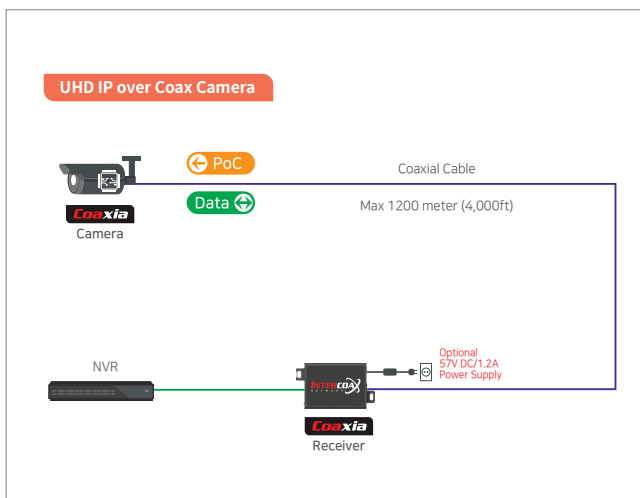 UHD IP over Coax Camera
PoC
Coaxial Cable
Data
Max 1200 meter (4,000ft)
Coaxia
Camera
NVR
Optional
57V DC/1.2A
Power Supply
INTERCOAX
NETWORK
Coaxia
Receiver